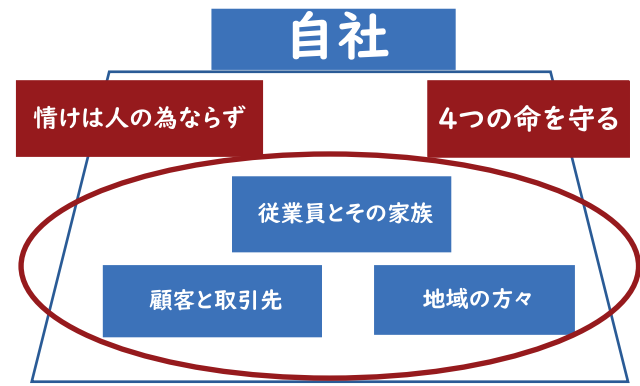 自社
情けは人の為ならず
4つの命を守る
従業員とその家族
顧客と取引先
地域の方々